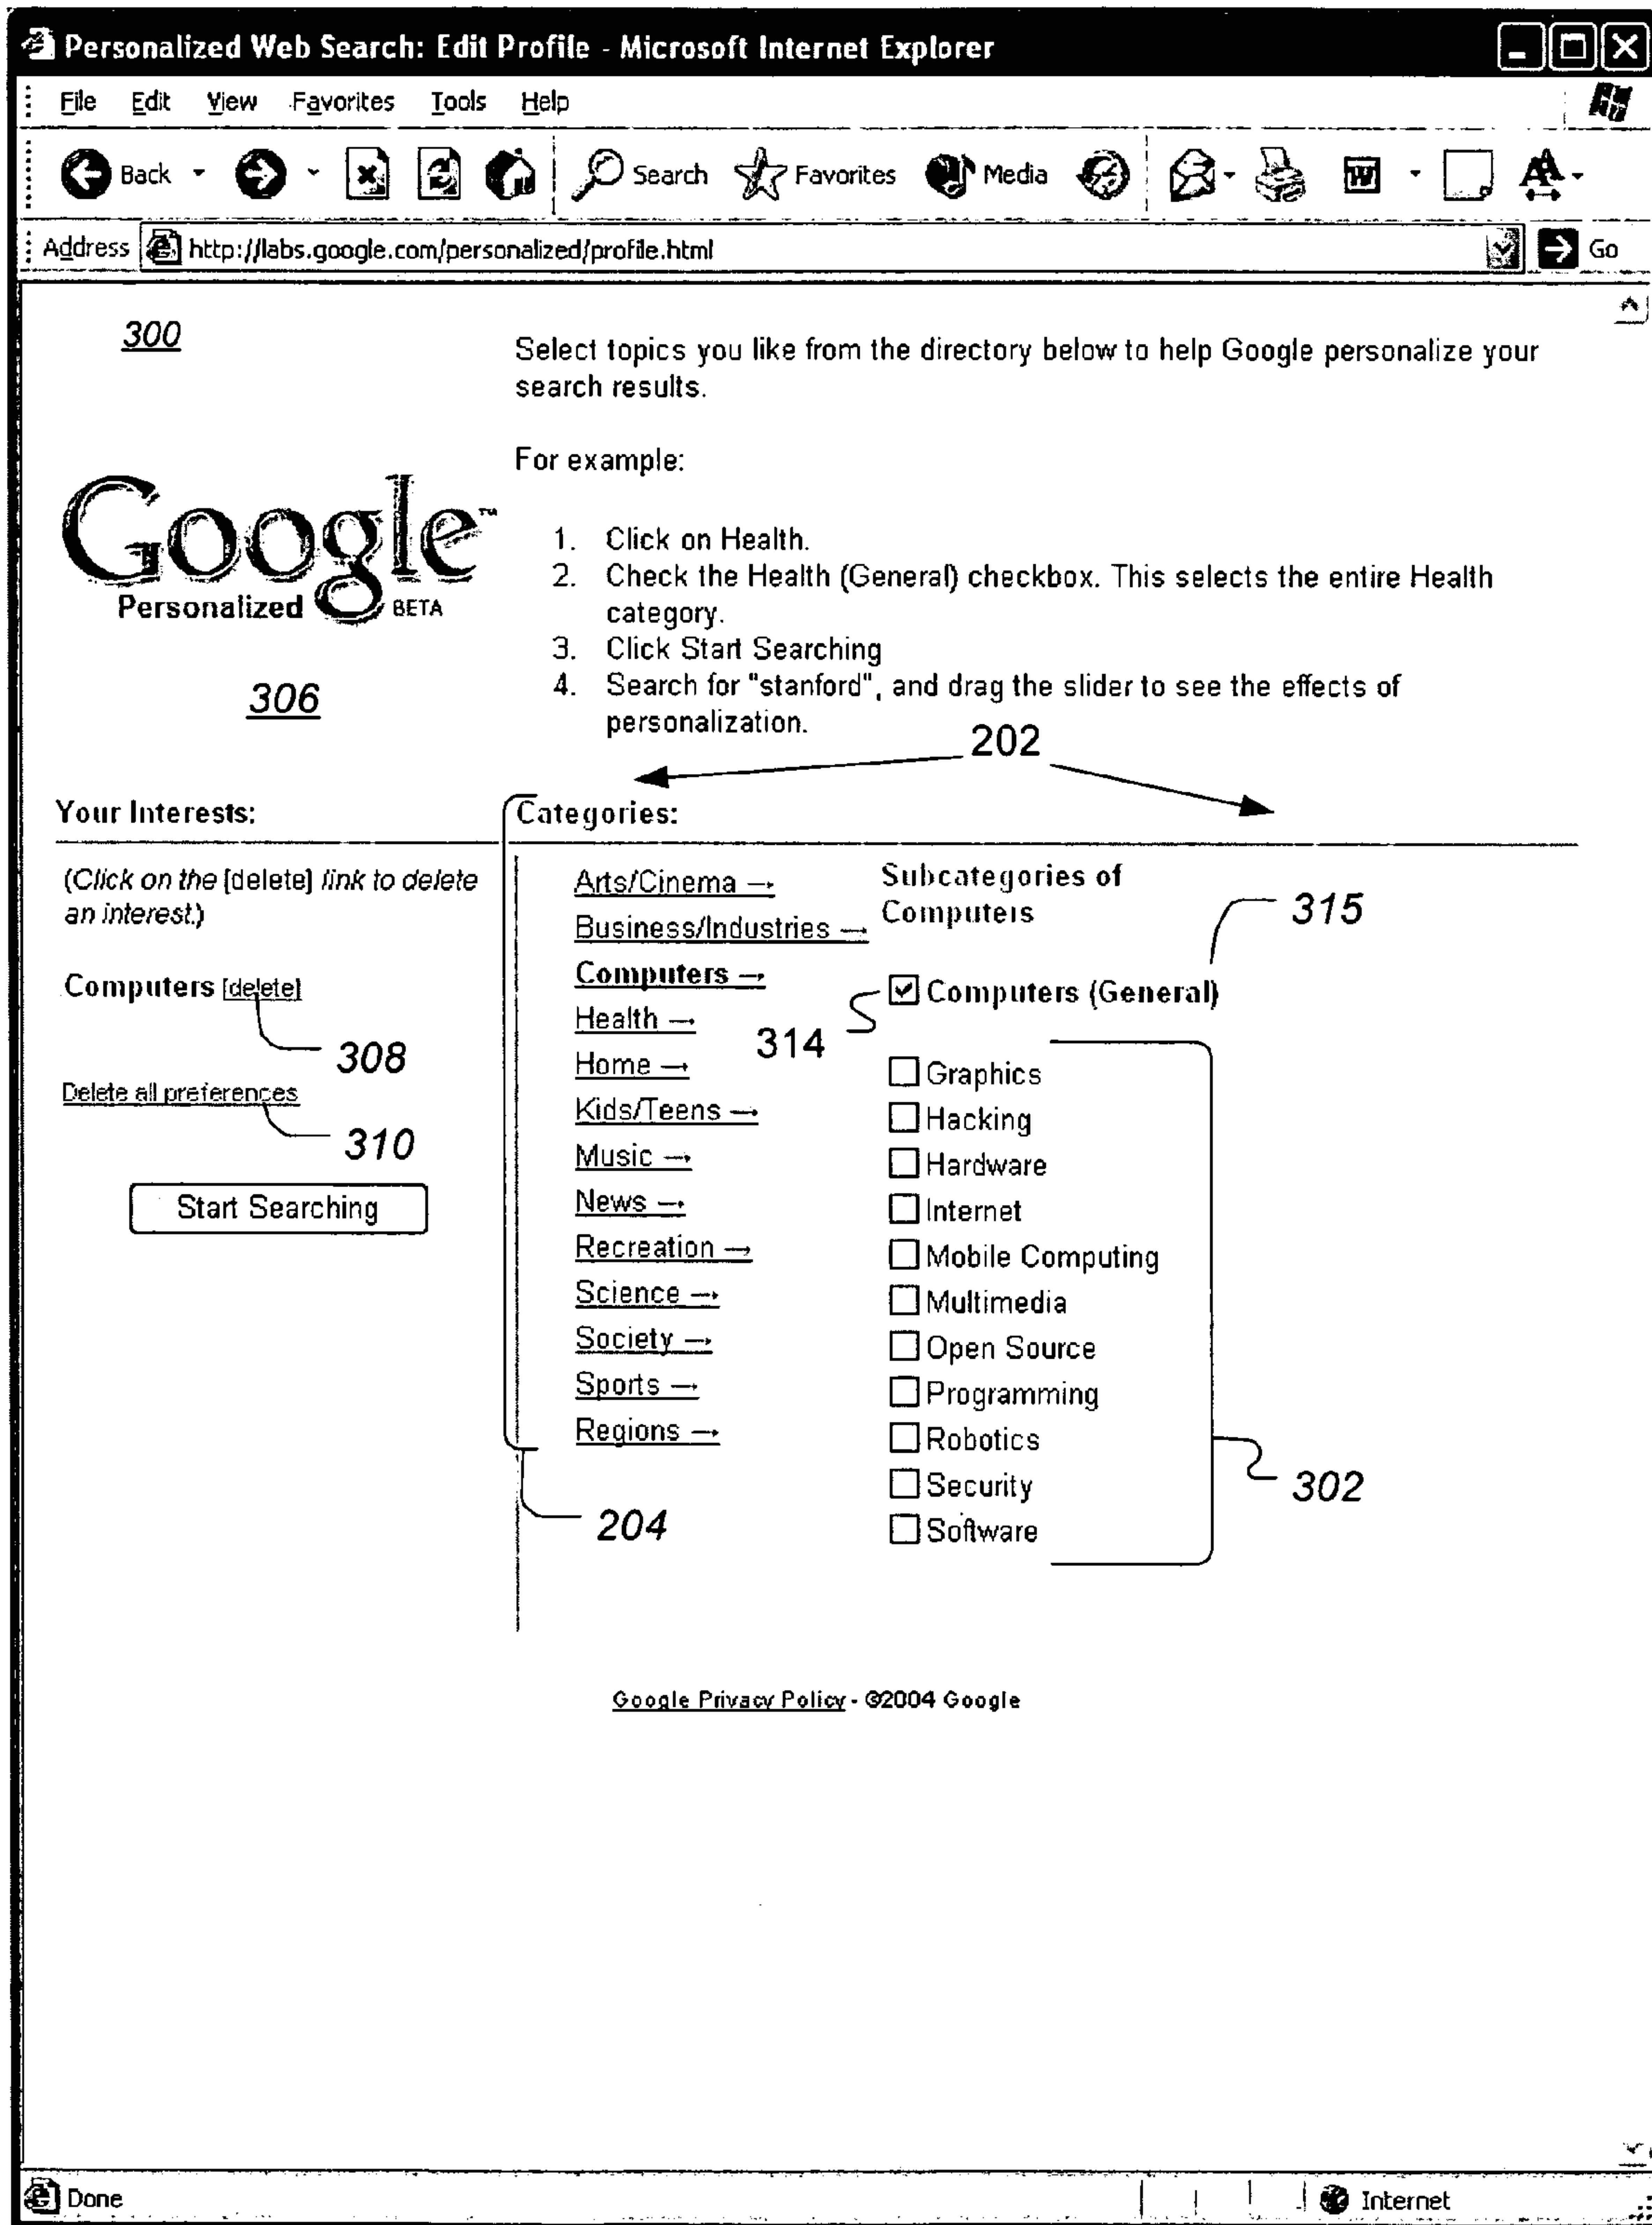 Personalized Web Search: Edit Profile - Microsoft Internet Explorer
File Edit View Favorites Tools Help
Back Search Favorites Media
Address http://labs.google.com/personalized/profile.html Go
300
Select topics you like from the directory below to help Google personalize your
search results.
For example:
Google™
Personalized BETA
1. Click on Health.
2. Check the Health (General) checkbox. This selects the entire Health
category.
3. Click Start Searching
4. Search for "stanford", and drag the slider to see the effects of
personalization.
306
202
Your Interests:
(Click on the [delete] link to delete
an interest.)
Computers [delete]
308
Delete all preferences
310
Start Searching
Categories:
Arts/Cinema →
Business/Industries →
Computers →
Health →
Home →
Kids/Teens →
Music →
News →
Recreation →
Science →
Society →
Sports →
Regions →
204
Subcategories of
Computers
315
Computers (General)
314
Graphics
Hacking
Hardware
Internet
Mobile Computing
Multimedia
Open Source
Programming
Robotics
Security
Software
302
Google Privacy Policy - ©2004 Google
Done Internet